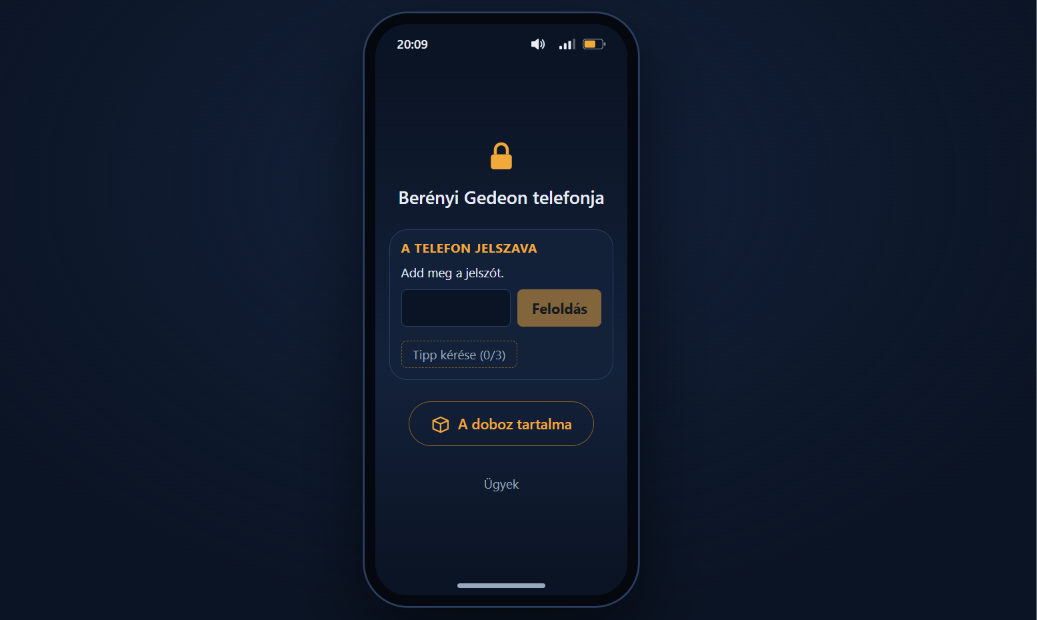 20:09
Berényi Gedeon telefonja
A TELEFON JELSZAVA
Add meg a jelszót.
Feloldás
Tipp kérése (0/3)
A doboz tartalma
Ügyek